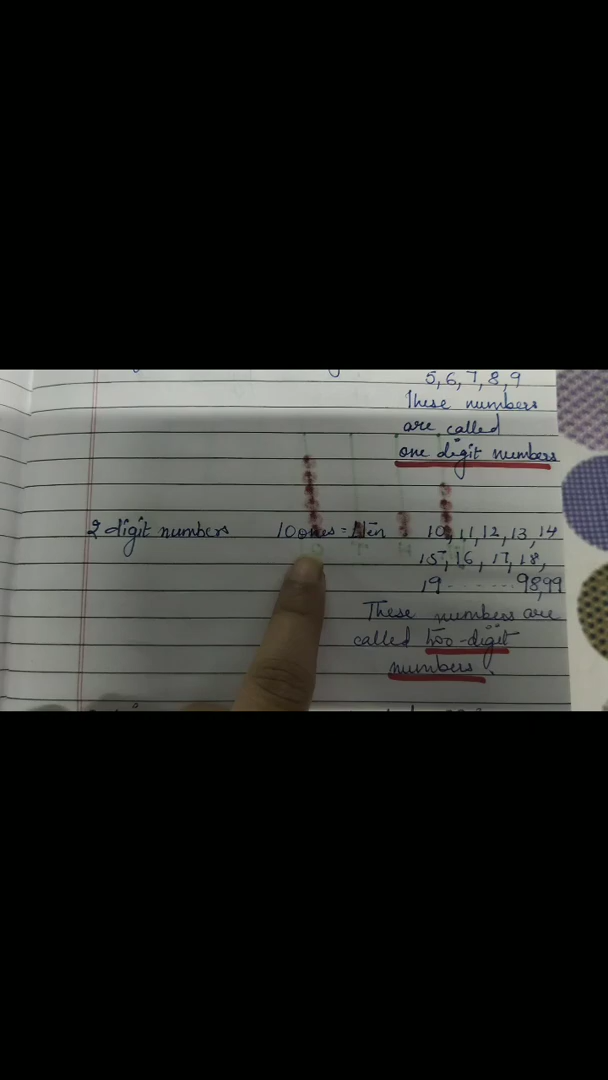 5, 6, 7, 8, 9
These numbers
are called
one digit numbers
2 digit numbers 10 ones = 1 ten 10, 11, 12, 13, 14
15, 16, 17, 18,
19 ........ 98, 99
These numbers are
called two-digit
numbers.